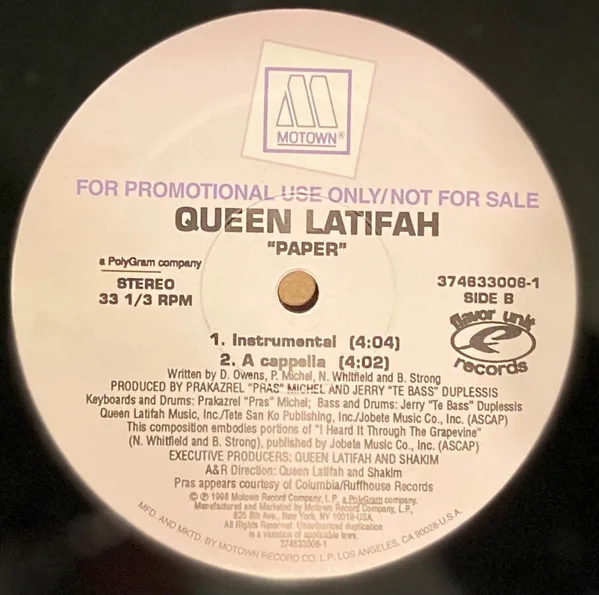 MOTOWN®
FOR PROMOTIONAL USE ONLY/NOT FOR SALE
QUEEN LATIFAH
"PAPER"
a PolyGram company
STEREO
33 1/3 RPM
374633006-1
SIDE B
flavor unit
records
1. Instrumental (4:04)
2. A cappella (4:02)
Written by D. Owens, P. Michel, N. Whitfield and B. Strong
PRODUCED BY PRAKAZREL "PRAS" MICHEL AND JERRY "TE BASS" DUPLESSIS
Keyboards and Drums: Prakazrel "Pras" Michel; Bass and Drums: Jerry "Te Bass" Duplessis
Queen Latifah Music, Inc./Tete San Ko Publishing, Inc./Jobete Music Co., Inc. (ASCAP)
This composition embodies portions of "I Heard It Through The Grapevine"
(N. Whitfield and B. Strong), published by Jobete Music Co., Inc. (ASCAP)
EXECUTIVE PRODUCERS: QUEEN LATIFAH AND SHAKIM
A&R Direction: Queen Latifah and Shakim
Pras appears courtesy of Columbia/Ruffhouse Records
© ℗ 1998 Motown Record Company, L.P., a PolyGram company.
Manufactured and Marketed by Motown Record Company, L.P.,
825 8th Ave., New York, NY 10019-USA.
All Rights Reserved. Unauthorized duplication
is a violation of applicable laws.
374633006-1
MFD. AND MKTD. BY MOTOWN RECORD CO. L.P. LOS ANGELES, CA 90028-U.S.A.